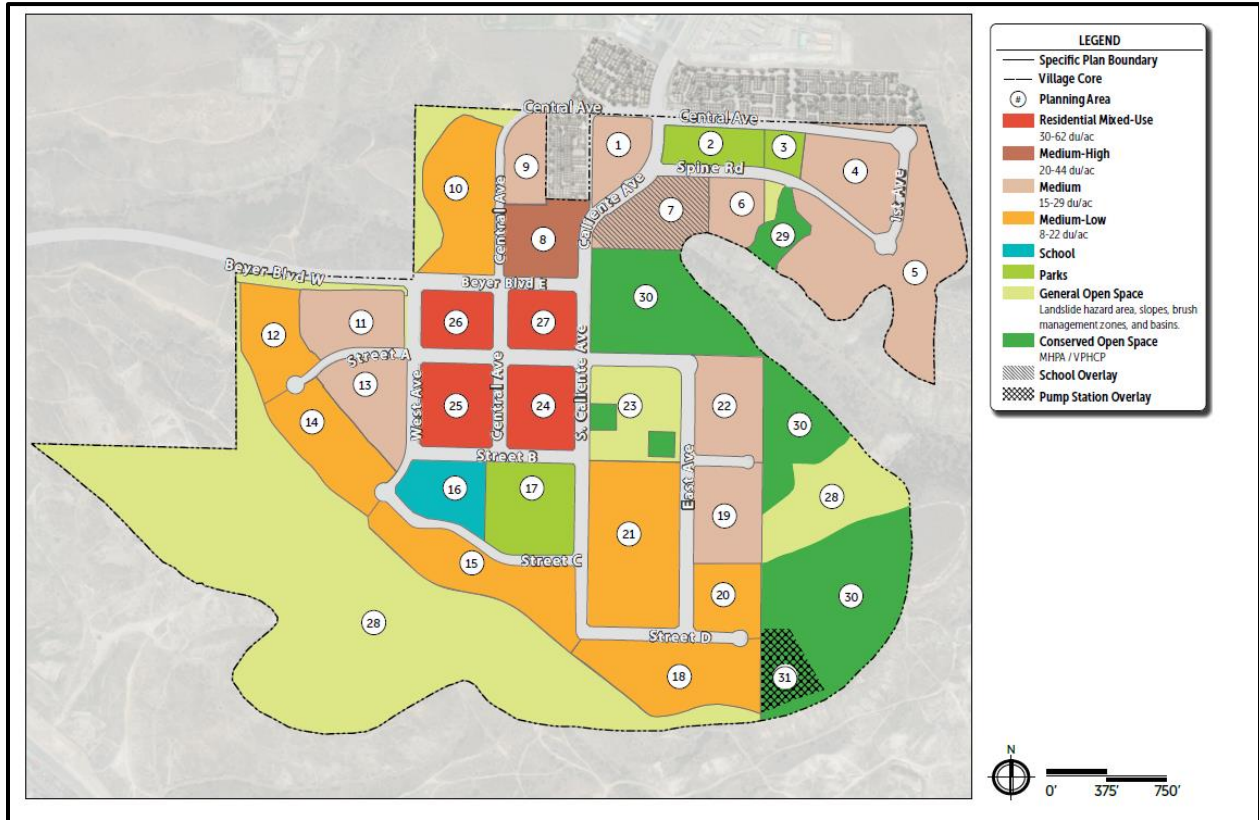 LEGEND
Specific Plan Boundary
Village Core
# Planning Area
Residential Mixed-Use
30-62 du/ac
Medium-High
20-44 du/ac
Medium
15-29 du/ac
Medium-Low
8-22 du/ac
School
Parks
General Open Space
Landslide hazard area, slopes, brush
management zones, and basins.
Conserved Open Space
MHPA / VPHCP
School Overlay
Pump Station Overlay
Central Ave
Central Ave
1
2
3
4
9
Spine Rd
10
Central Ave
Caliente Ave
7
6
1st Ave
8
29
5
Beyer Blvd W
Beyer Blvd E
30
12
11
26
27
Street A
S. Caliente Ave
13
West Ave
25
Central Ave
24
23
22
30
14
Street B
16
17
East Ave
28
19
21
15
Street C
20
30
28
Street D
18
31
N
0' 375' 750'